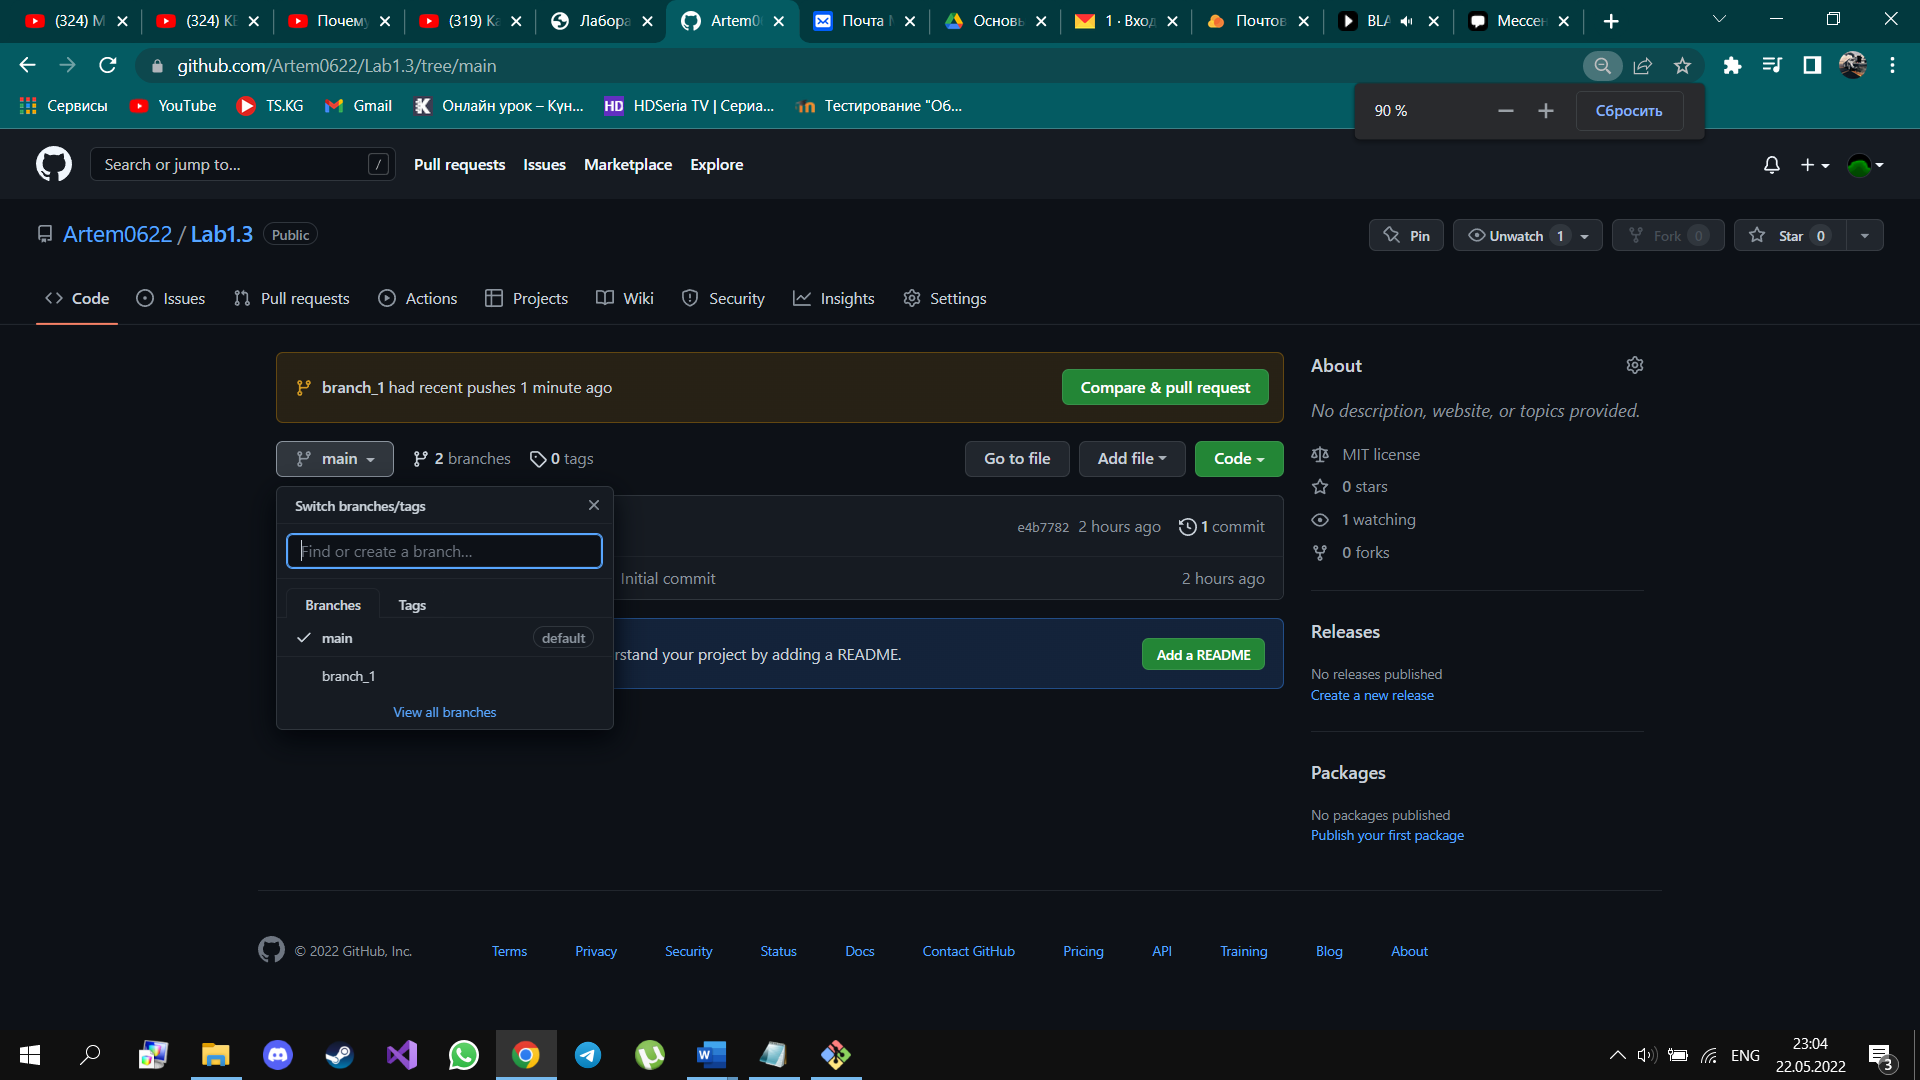 (324) М
(324) КЕ
Почему
(319) Ка
Лабора
Artem0
Почта М
Основы
1 · Вход
Почтов
BLA
Мессен
github.com/Artem0622/Lab1.3/tree/main
Сервисы
YouTube
TS.KG
Gmail
Онлайн урок – Күн...
HD
HDSeria TV | Сериа...
Тестирование "Об...
90 %
Сбросить
Search or jump to...
/
Pull requests
Issues
Marketplace
Explore
Artem0622 / Lab1.3
Public
Pin
Unwatch 1
Fork 0
Star 0
Code
Issues
Pull requests
Actions
Projects
Wiki
Security
Insights
Settings
branch_1 had recent pushes 1 minute ago
Compare & pull request
main
2 branches
0 tags
Go to file
Add file
Code
Switch branches/tags
Find or create a branch...
Branches
Tags
main
default
branch_1
View all branches
e4b7782 2 hours ago
1 commit
Initial commit
2 hours ago
rstand your project by adding a README.
Add a README
About
No description, website, or topics provided.
MIT license
0 stars
1 watching
0 forks
Releases
No releases published
Create a new release
Packages
No packages published
Publish your first package
© 2022 GitHub, Inc.
Terms
Privacy
Security
Status
Docs
Contact GitHub
Pricing
API
Training
Blog
About
ENG
23:04
22.05.2022
3